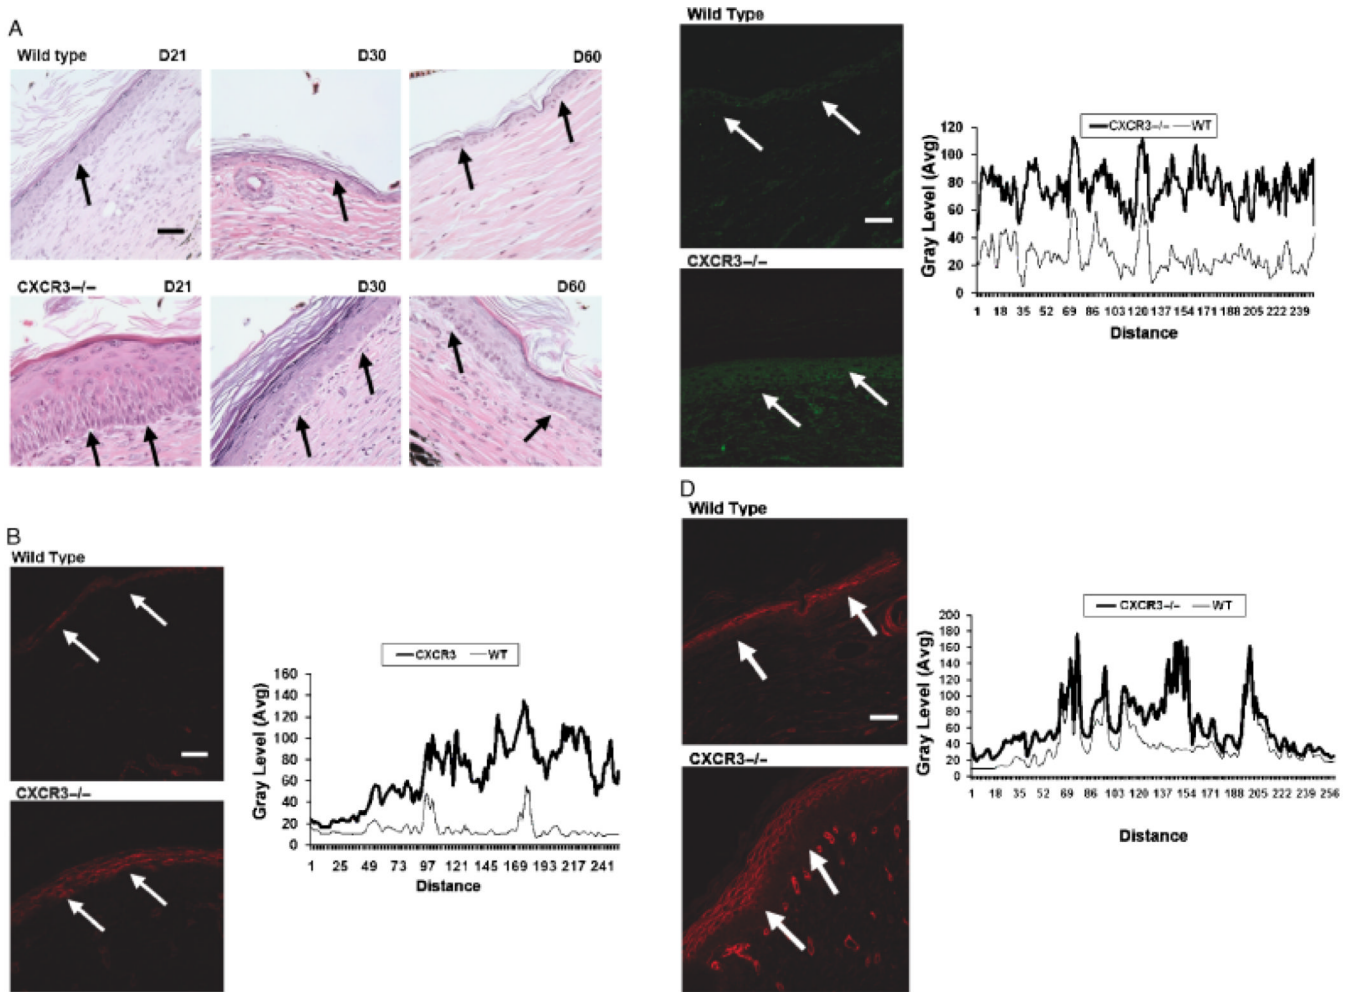 A
Wild type D21 D30 D60
CXCR3–/– D21 D30 D60
B
Wild Type
CXCR3–/–
CXCR3 WT
Gray Level (Avg)
160
140
120
100
80
60
40
20
0
1 25 49 73 97 121 145 169 193 217 241
Distance
Wild Type
CXCR3–/–
CXCR3–/– WT
Gray Level (Avg)
120
100
80
60
40
20
0
1 18 35 52 69 86 103 120 137 154 171 188 205 222 239
Distance
D
Wild Type
CXCR3–/–
CXCR3–/– WT
Gray Level (Avg)
200
180
160
140
120
100
80
60
40
20
0
1 18 35 52 69 86 103 120 137 154 171 188 205 222 239 256
Distance